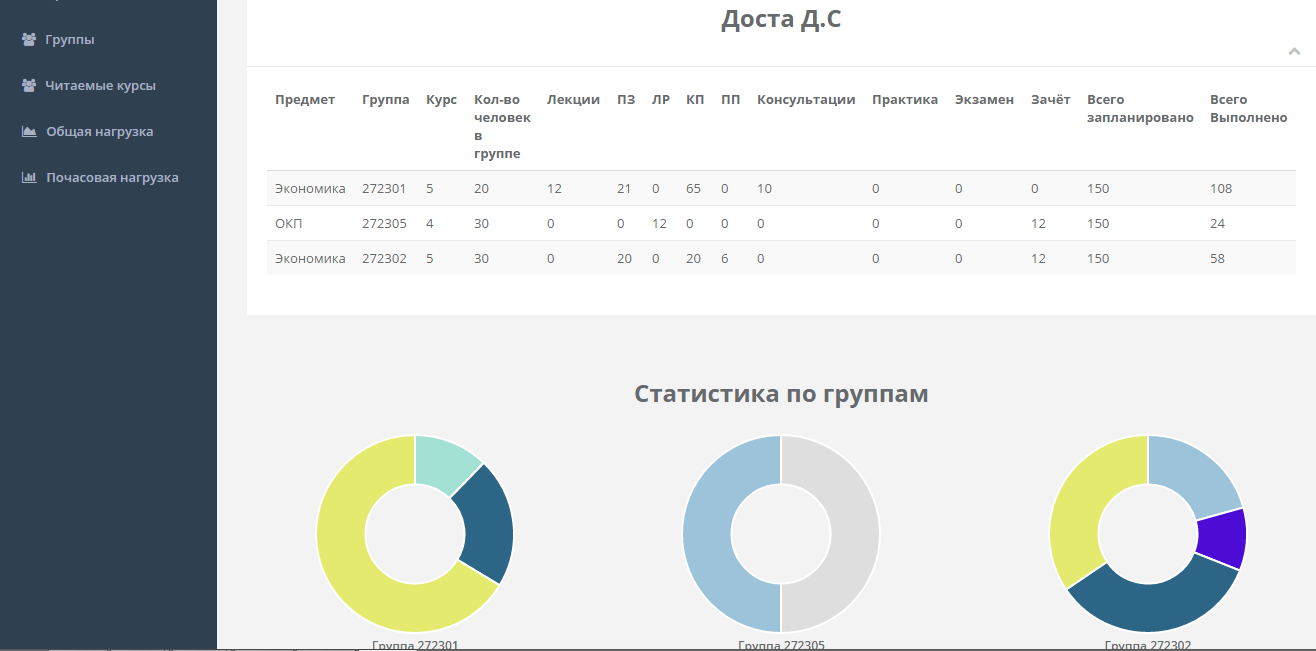 Группы
Читаемые курсы
Общая нагрузка
Почасовая нагрузка
Доста Д.С
Предмет Группа Курс Кол-во человек в группе Лекции ПЗ ЛР КП ПП Консультации Практика Экзамен Зачёт Всего запланировано Всего Выполнено
Экономика 272301 5 20 12 21 0 65 0 10 0 0 0 150 108
ОКП 272305 4 30 0 0 12 0 0 0 0 0 12 150 24
Экономика 272302 5 30 0 20 0 20 6 0 0 0 12 150 58
Статистика по группам
Группа 272301
Группа 272305
Группа 272302